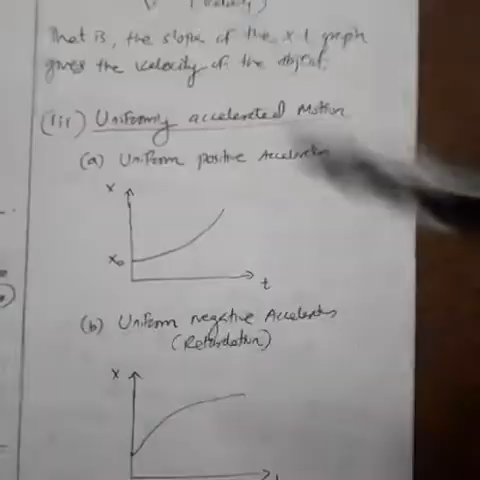 That is, the slope of the x t graph
gives the velocity of the object.
(iii) Uniformly accelerated Motion
(a) Uniform positive Acceleration
x
x₀
t
(b) Uniform negative Acceleration
(Retardation)
x